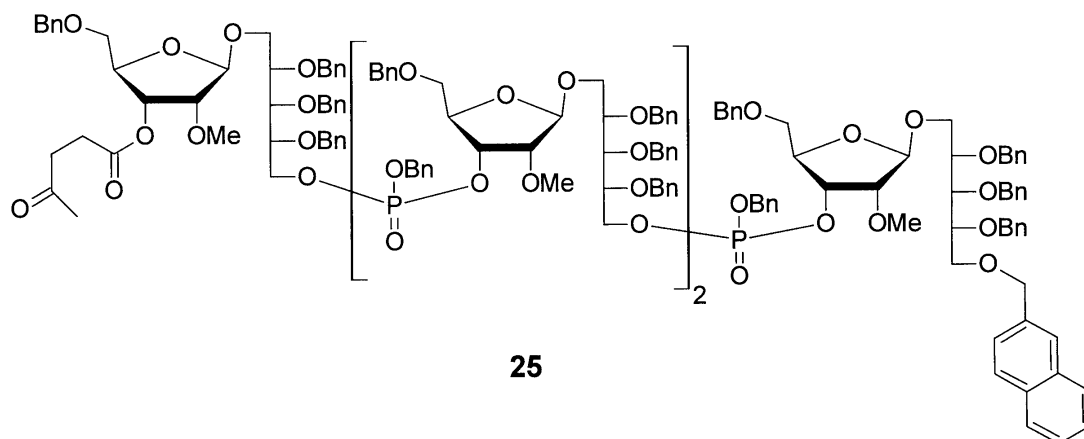 BnO O O OBn OBn OBn O O OMe O O
BnO O O OBn OBn OBn O OBn P O O OMe
2
BnO O O OBn OBn OBn O OBn P O O OMe O
25